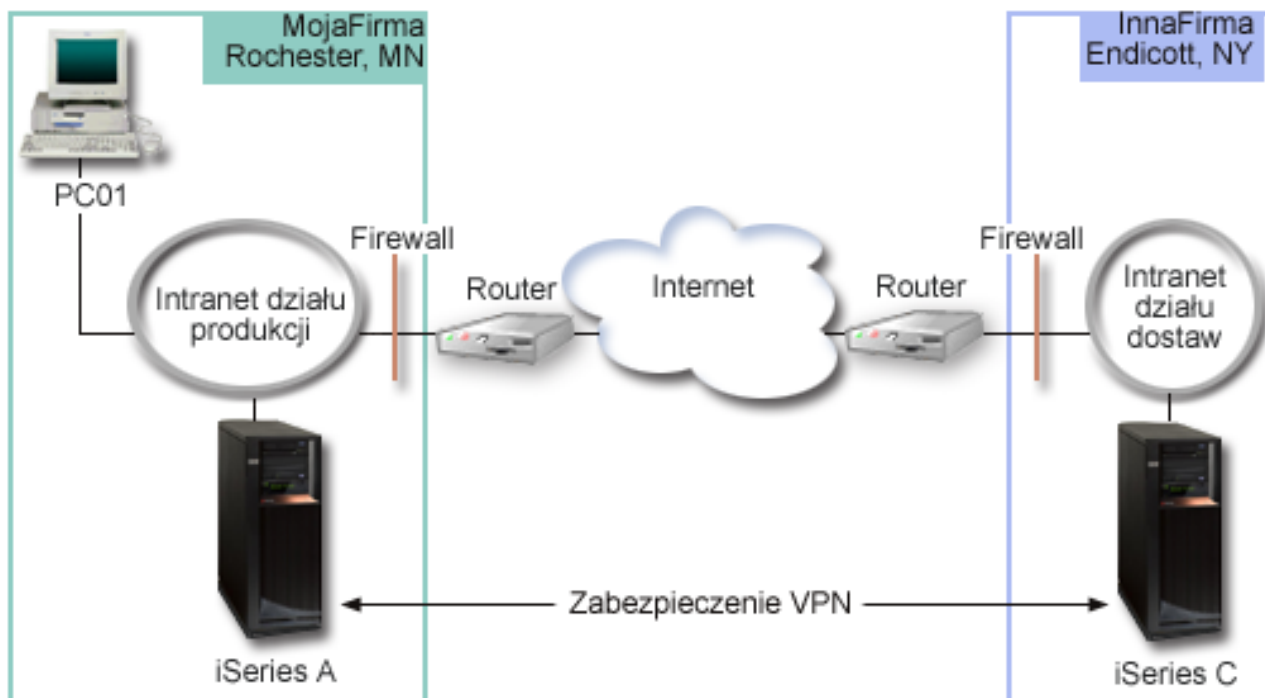 MojaFirma
Rochester, MN
InnaFirma
Endicott, NY
PC01
Firewall
Router
Internet
Router
Firewall
Intranet działu
produkcji
Intranet
działu
dostaw
Zabezpieczenie VPN
iSeries A
iSeries C